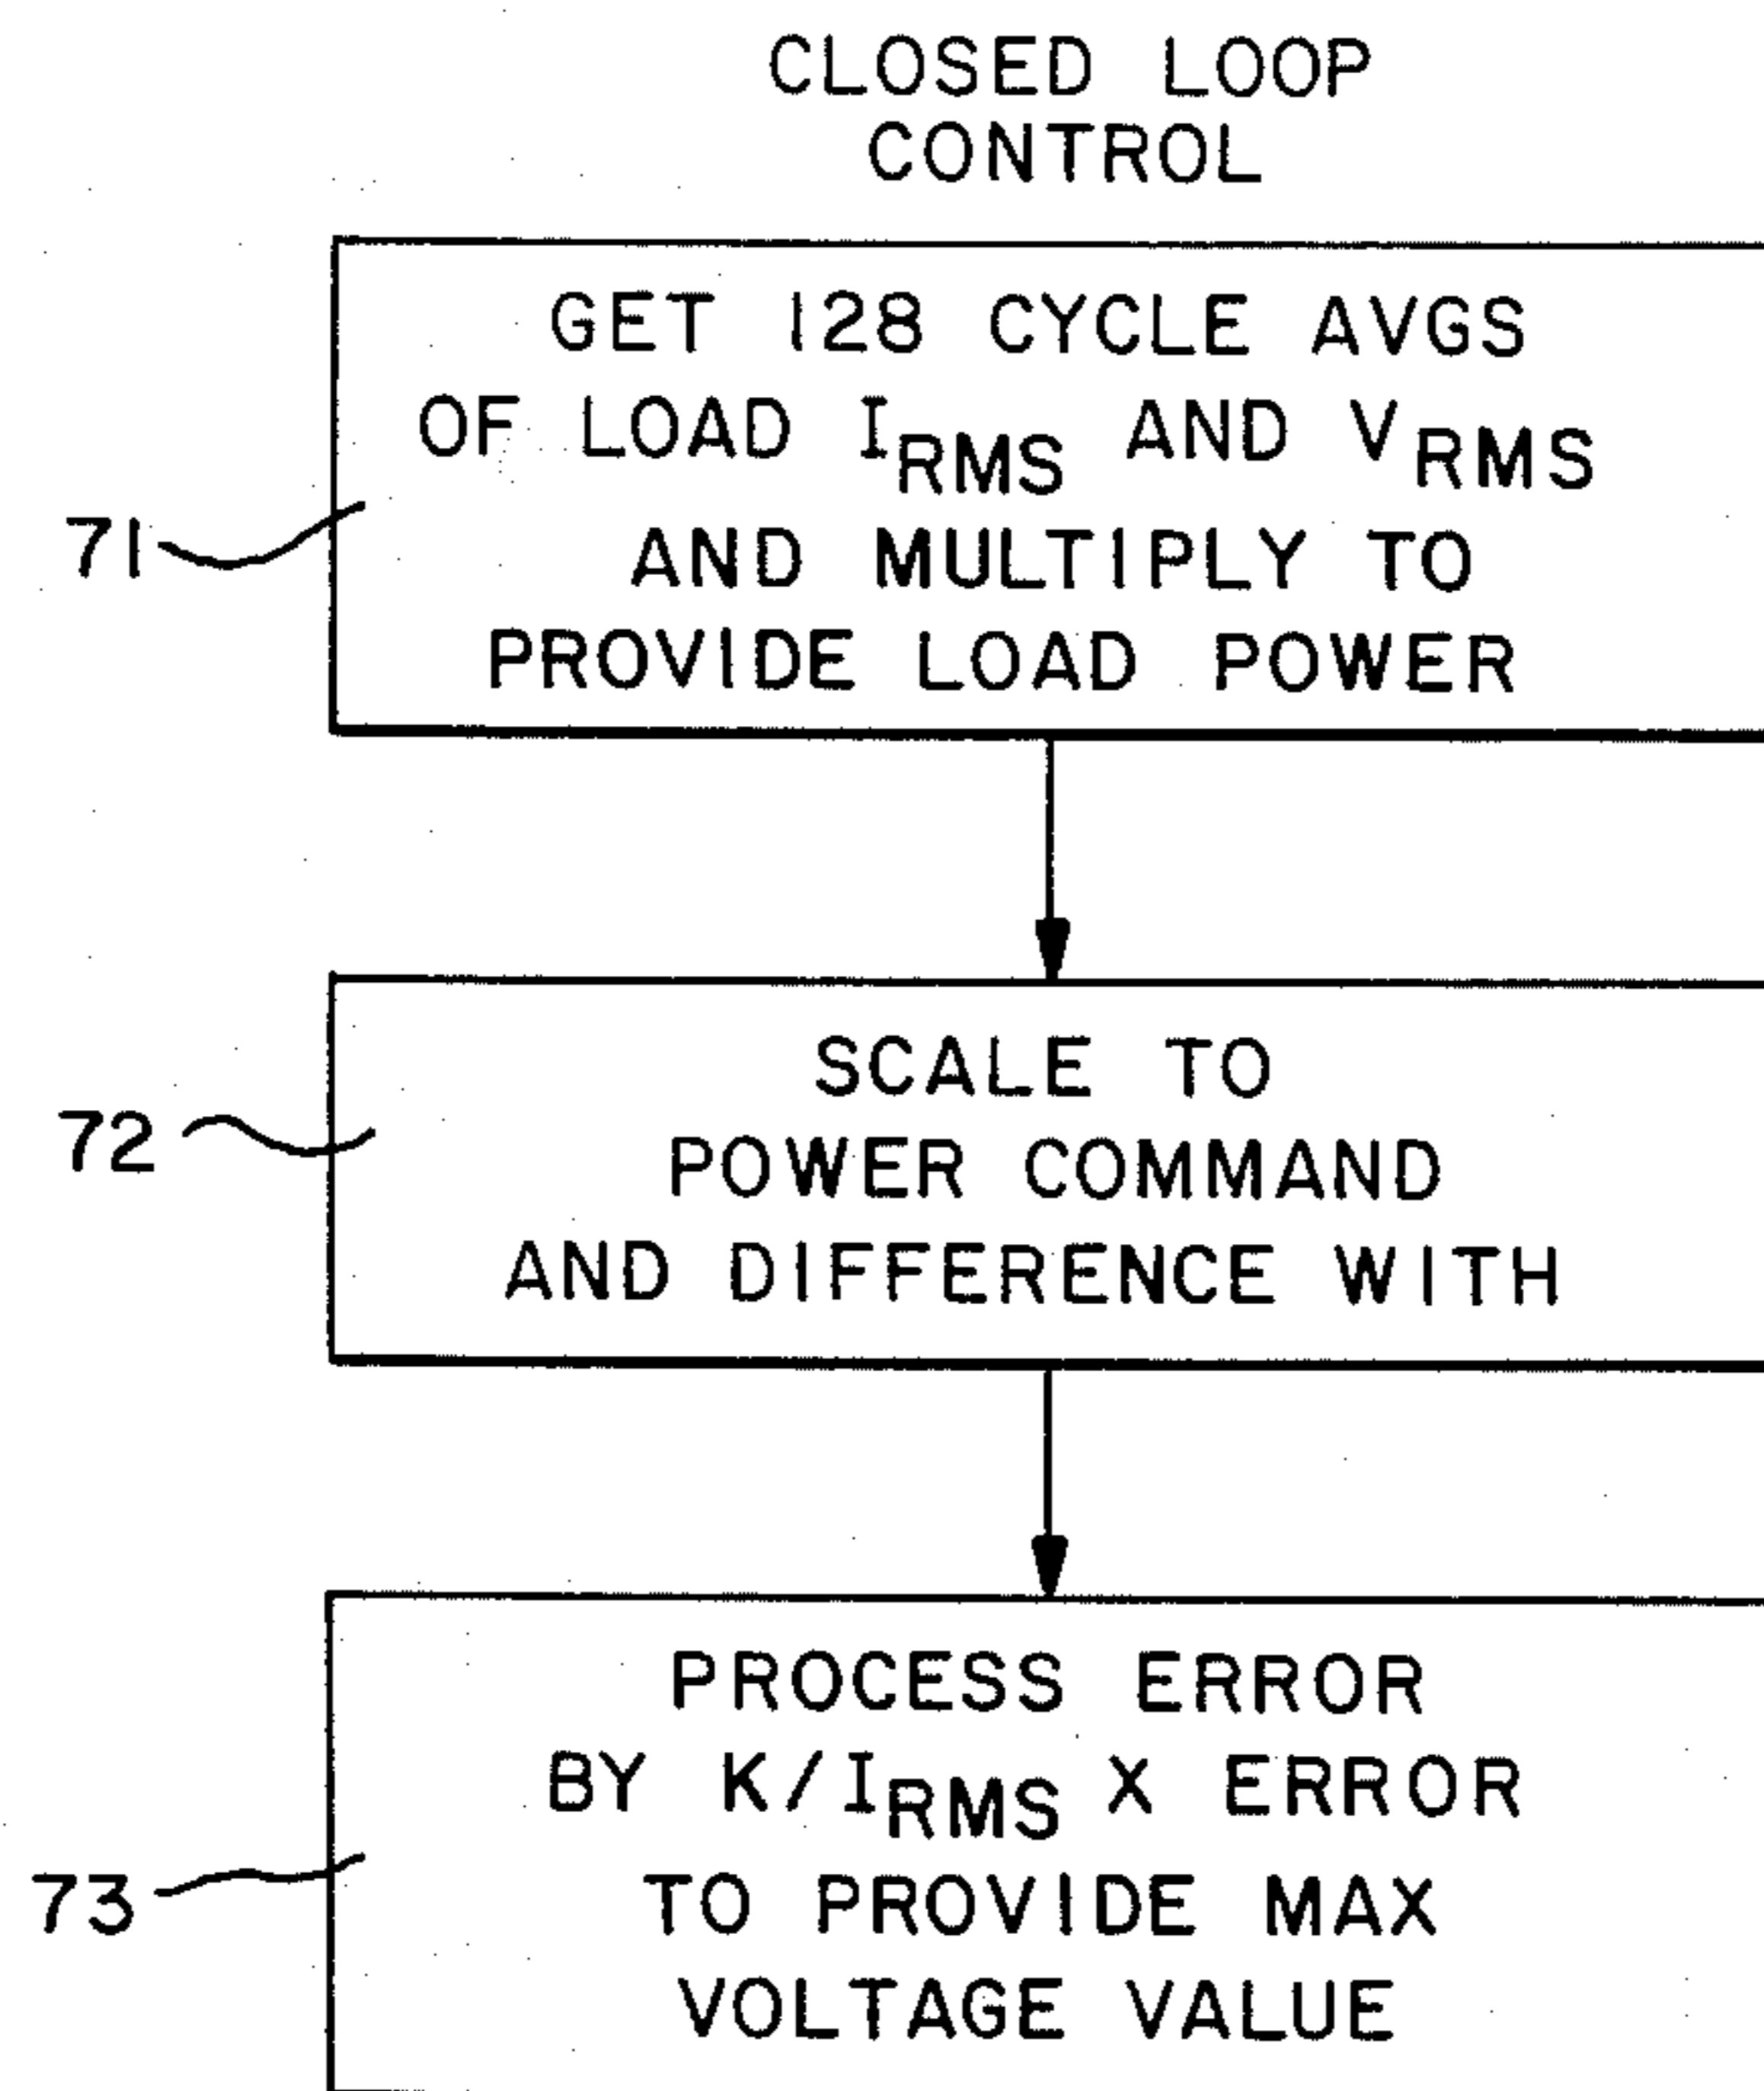 CLOSED LOOP
CONTROL
GET 128 CYCLE AVGS
OF LOAD IRMS AND VRMS
AND MULTIPLY TO
PROVIDE LOAD POWER
71
SCALE TO
POWER COMMAND
AND DIFFERENCE WITH
72
PROCESS ERROR
BY K/IRMS X ERROR
TO PROVIDE MAX
VOLTAGE VALUE
73